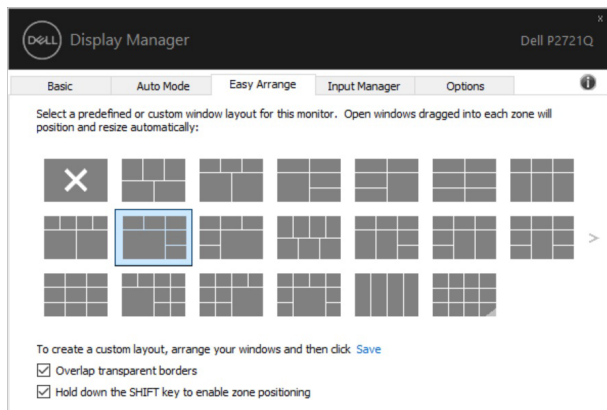 x
DELL Display Manager
Dell P2721Q
Basic Auto Mode Easy Arrange Input Manager Options
Select a predefined or custom window layout for this monitor. Open windows dragged into each zone will
position and resize automatically:
>
To create a custom layout, arrange your windows and then click Save
Overlap transparent borders
Hold down the SHIFT key to enable zone positioning